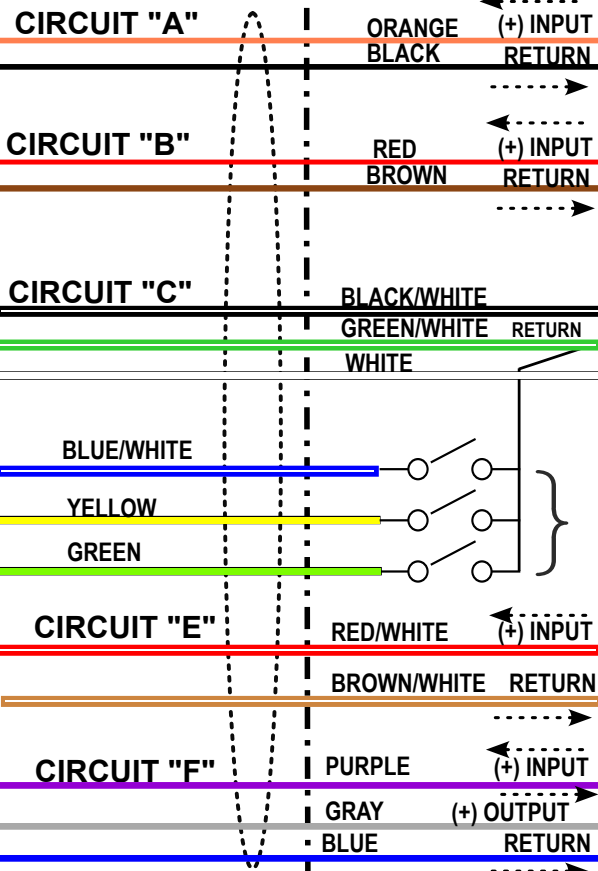 CIRCUIT "A"
ORANGE (+) INPUT
BLACK RETURN
CIRCUIT "B"
RED (+) INPUT
BROWN RETURN
CIRCUIT "C"
BLACK/WHITE
GREEN/WHITE RETURN
WHITE
BLUE/WHITE
YELLOW
GREEN
CIRCUIT "E"
RED/WHITE (+) INPUT
BROWN/WHITE RETURN
CIRCUIT "F"
PURPLE (+) INPUT
GRAY (+) OUTPUT
BLUE RETURN